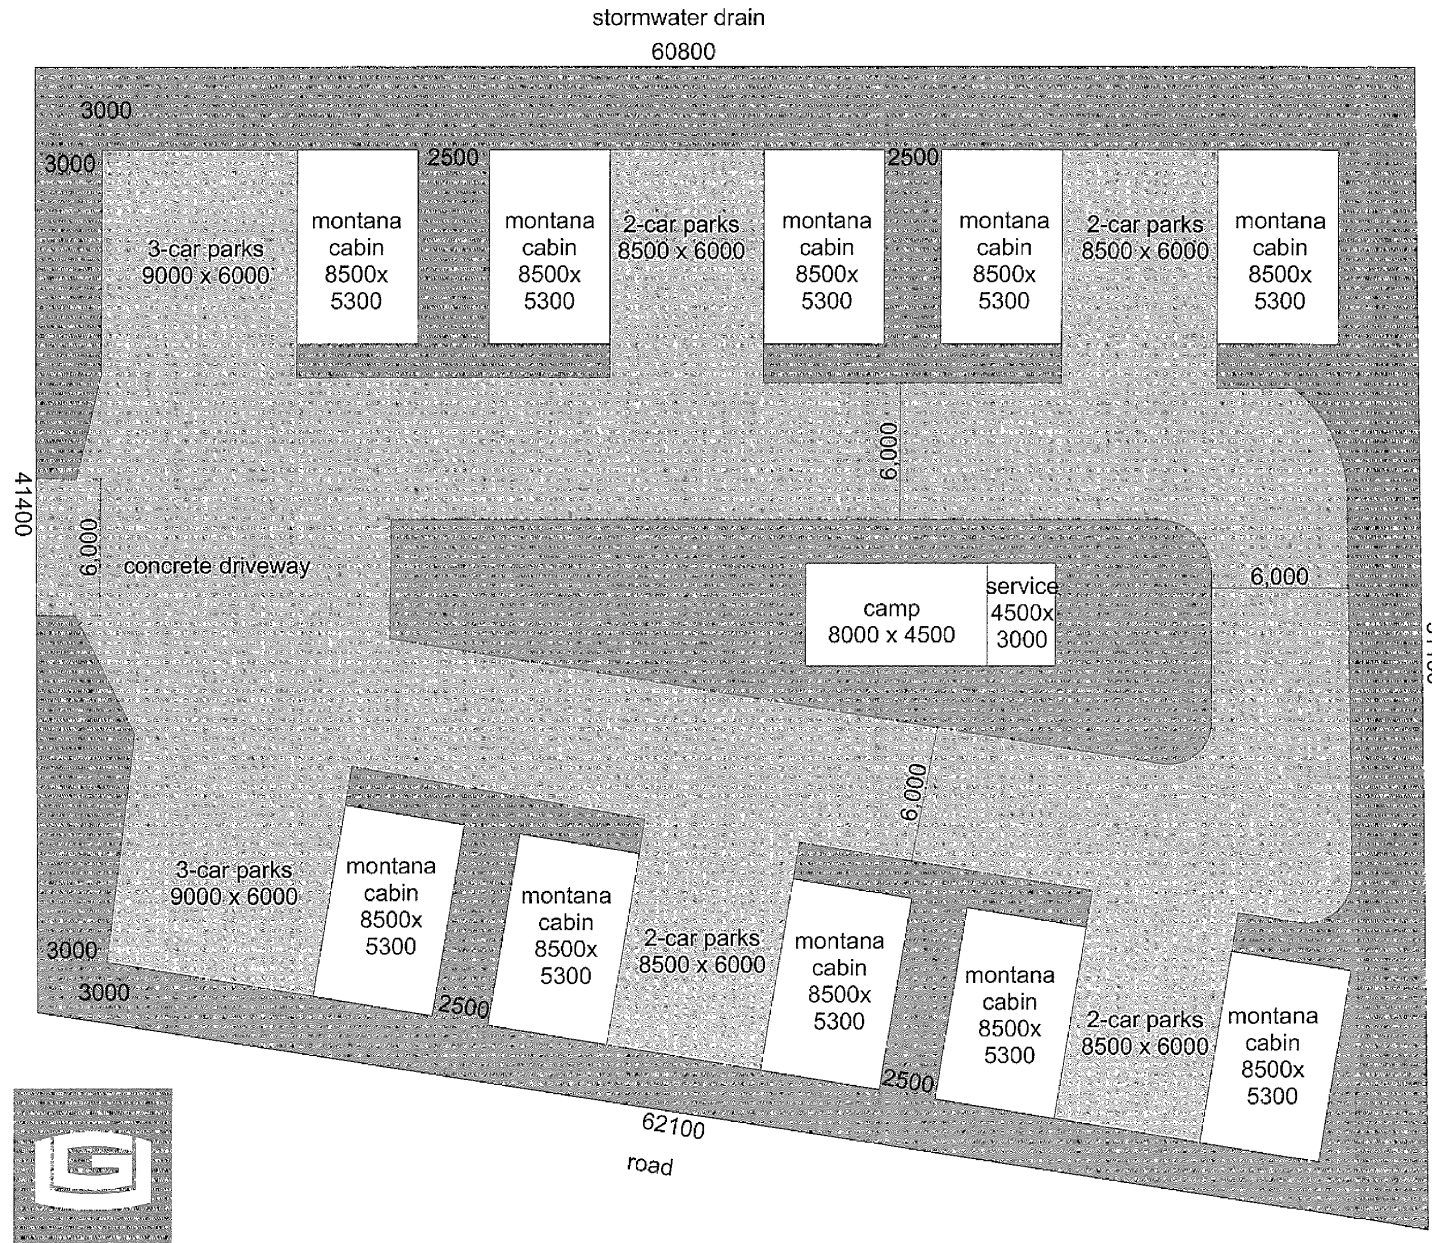 stormwater drain
60800
3000
3000
2500
2500
montana
cabin
8500x
5300
montana
cabin
8500x
5300
montana
cabin
8500x
5300
montana
cabin
8500x
5300
montana
cabin
8500x
5300
3-car parks
9000 x 6000
2-car parks
8500 x 6000
2-car parks
8500 x 6000
41400
6,000
6,000
concrete driveway
camp
8000 x 4500
service
4500x
3000
6,000
6,000
3-car parks
9000 x 6000
montana
cabin
8500x
5300
montana
cabin
8500x
5300
2-car parks
8500 x 6000
montana
cabin
8500x
5300
montana
cabin
8500x
5300
2-car parks
8500 x 6000
montana
cabin
8500x
5300
3000
3000
2500
2500
62100
road
G